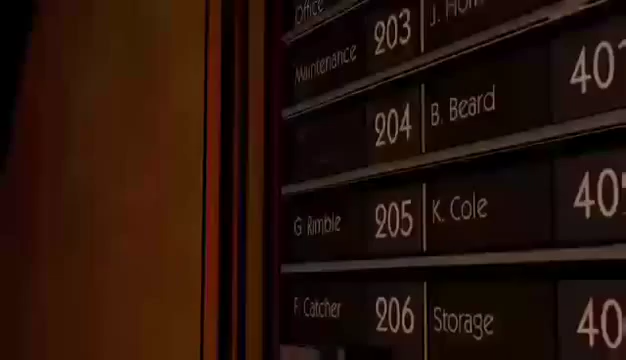 Office
Maintenance 203 J.
204 B. Beard
G. Rimble 205 K. Cole
F. Catcher 206 Storage